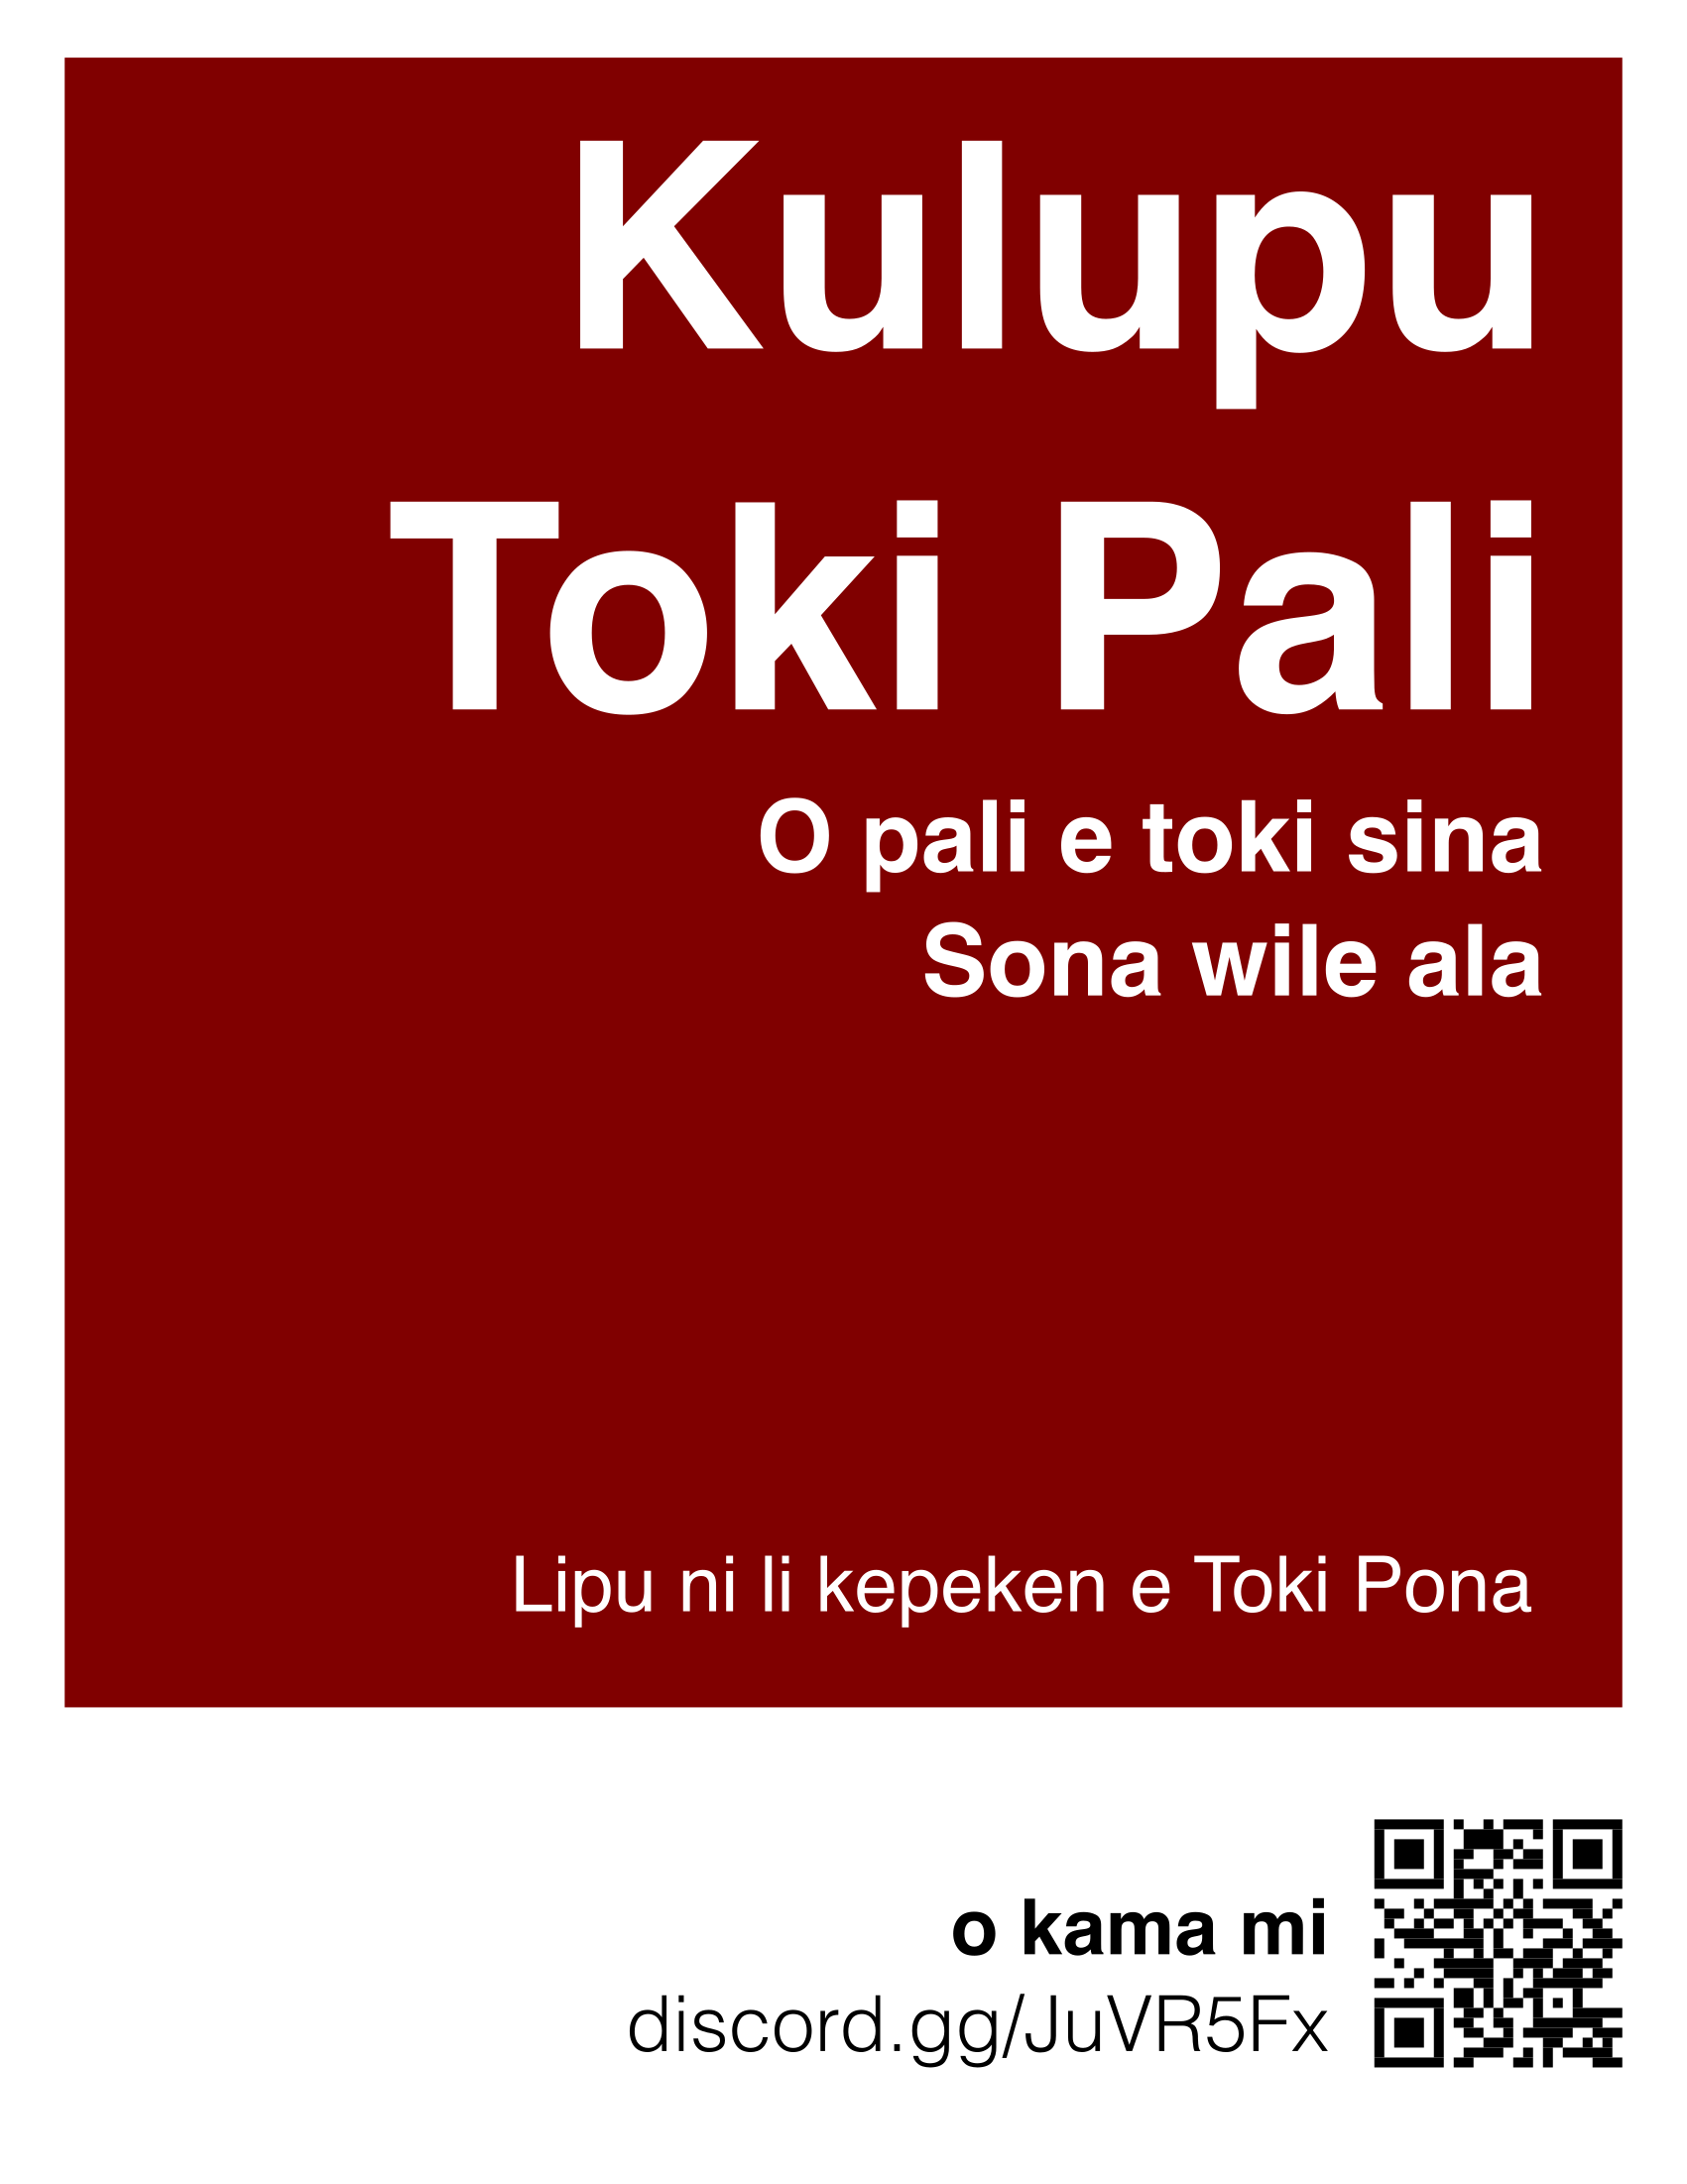 Kulupu
Toki Pali
O pali e toki sina
Sona wile ala
Lipu ni li kepeken e Toki Pona
o kama mi
discord.gg/JuVR5Fx